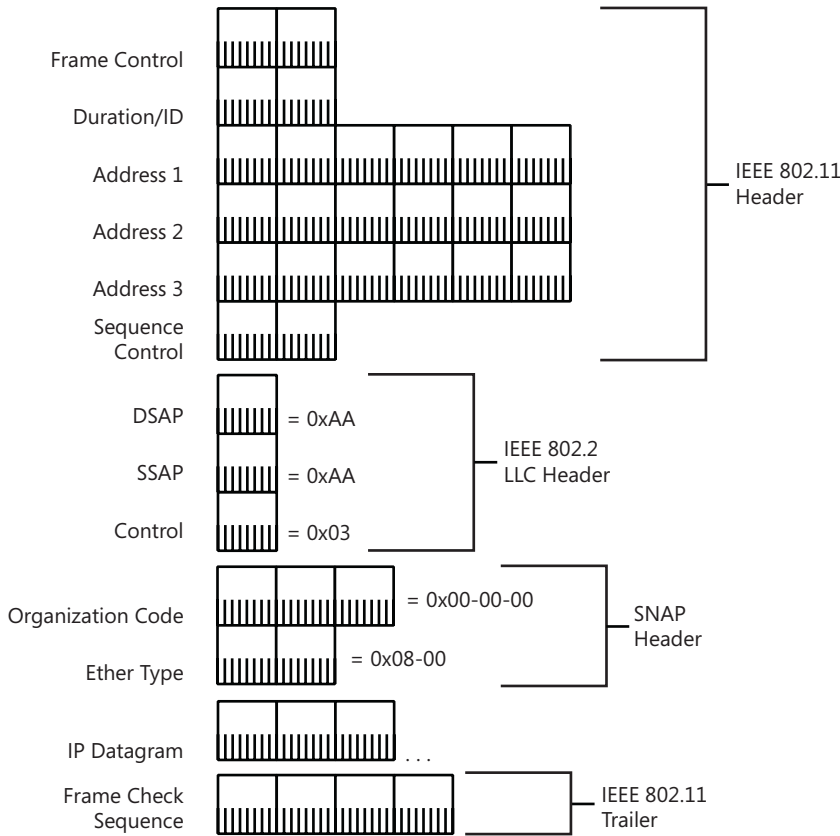 Frame Control
Duration/ID
Address 1
Address 2
Address 3
Sequence
Control
IEEE 802.11
Header
DSAP
= 0xAA
SSAP
= 0xAA
Control
= 0x03
IEEE 802.2
LLC Header
Organization Code
= 0x00-00-00
Ether Type
= 0x08-00
SNAP
Header
IP Datagram
...
Frame Check
Sequence
IEEE 802.11
Trailer